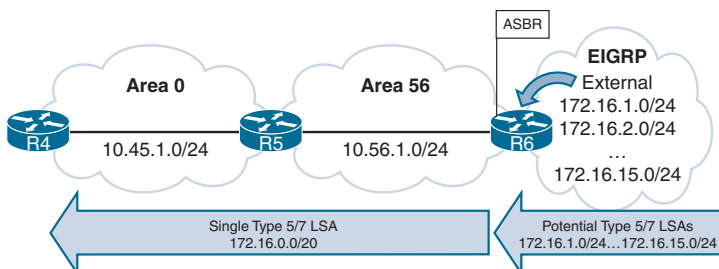 ASBR
EIGRP
Area 0
Area 56
External
172.16.1.0/24
172.16.2.0/24
…
172.16.15.0/24
R4
R5
R6
10.45.1.0/24
10.56.1.0/24
Single Type 5/7 LSA
172.16.0.0/20
Potential Type 5/7 LSAs
172.16.1.0/24…172.16.15.0/24